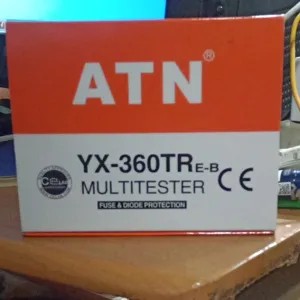 ATN®
YX-360TRE-B
MULTITESTER CE
FUSE & DIODE PROTECTION